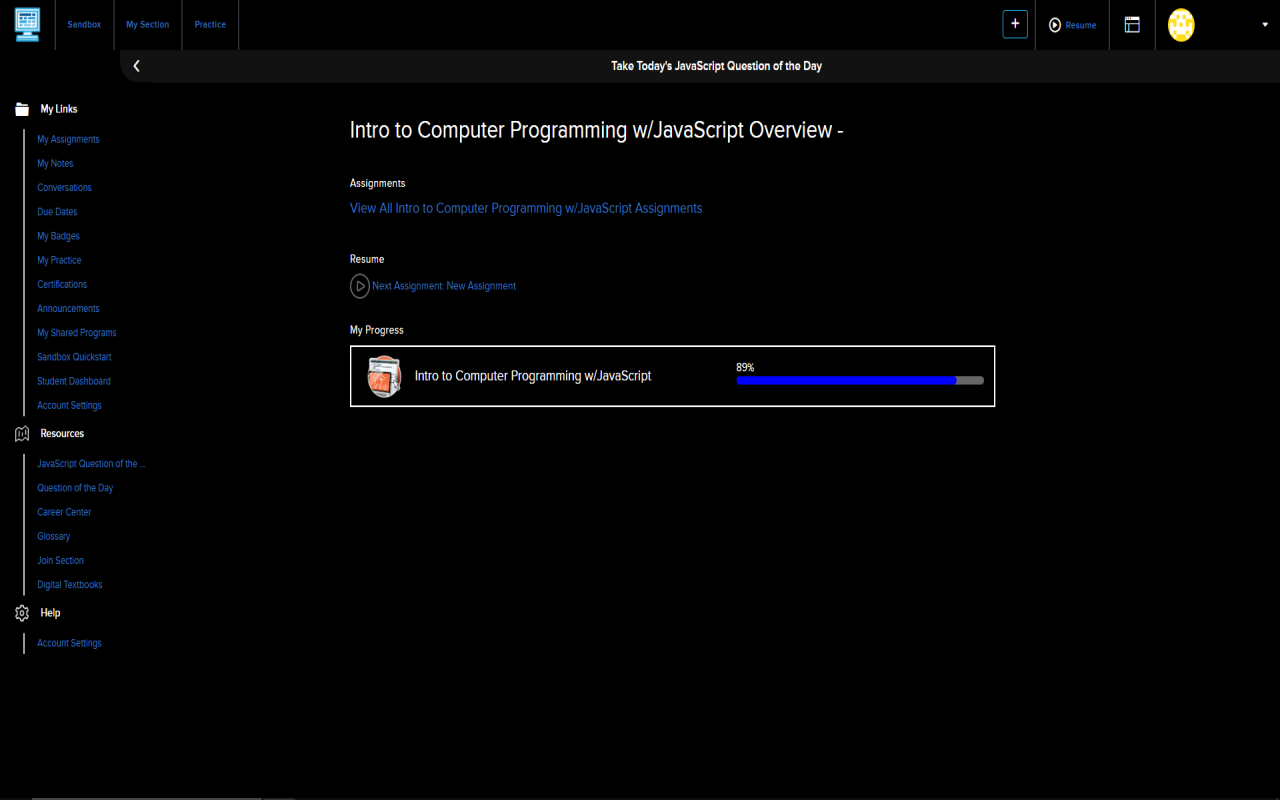 Sandbox
My Section
Practice
+
Resume
Take Today's JavaScript Question of the Day
My Links
My Assignments
My Notes
Conversations
Due Dates
My Badges
My Practice
Certifications
Announcements
My Shared Programs
Sandbox Quickstart
Student Dashboard
Account Settings
Resources
JavaScript Question of the ...
Question of the Day
Career Center
Glossary
Join Section
Digital Textbooks
Help
Account Settings
Intro to Computer Programming w/JavaScript Overview -
Assignments
View All Intro to Computer Programming w/JavaScript Assignments
Resume
Next Assignment: New Assignment
My Progress
Intro to Computer Programming w/JavaScript
89%